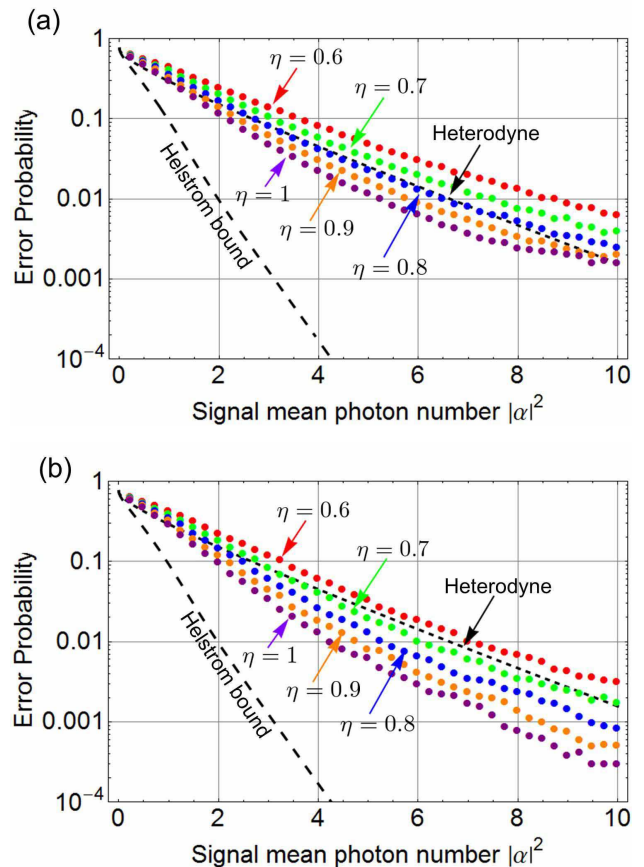 (a)
1
0.1
0.01
0.001
10⁻⁴
Error Probability
η = 0.6
η = 0.7
Heterodyne
Helstrom bound
η = 1
η = 0.9
η = 0.8
0 2 4 6 8 10
Signal mean photon number |α|²
(b)
1
0.1
0.01
0.001
10⁻⁴
Error Probability
η = 0.6
η = 0.7
Heterodyne
Helstrom bound
η = 1
η = 0.9
η = 0.8
0 2 4 6 8 10
Signal mean photon number |α|²